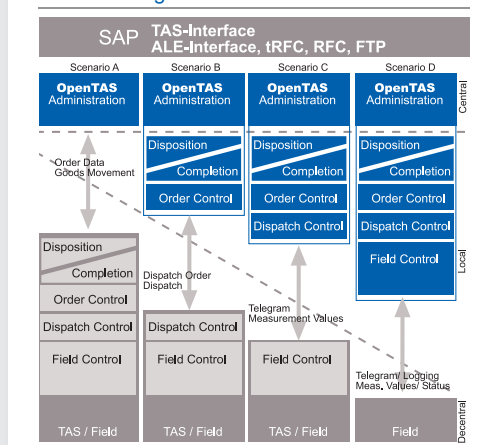 SAP
TAS-Interface
ALE-Interface, tRFC, RFC, FTP
Scenario A
Scenario B
Scenario C
Scenario D
OpenTAS
Administration
OpenTAS
Administration
OpenTAS
Administration
OpenTAS
Administration
Central
Order Data
Goods Movement
Disposition
Completion
Order Control
Dispatch Control
Field Control
TAS / Field
Disposition
Completion
Order Control
Dispatch Order
Dispatch
Dispatch Control
Field Control
TAS / Field
Disposition
Completion
Order Control
Dispatch Control
Telegram
Measurement Values
Field Control
TAS / Field
Disposition
Completion
Order Control
Dispatch Control
Field Control
Local
Telegram/ Logging
Meas. Values/ Status
Field
Decentral